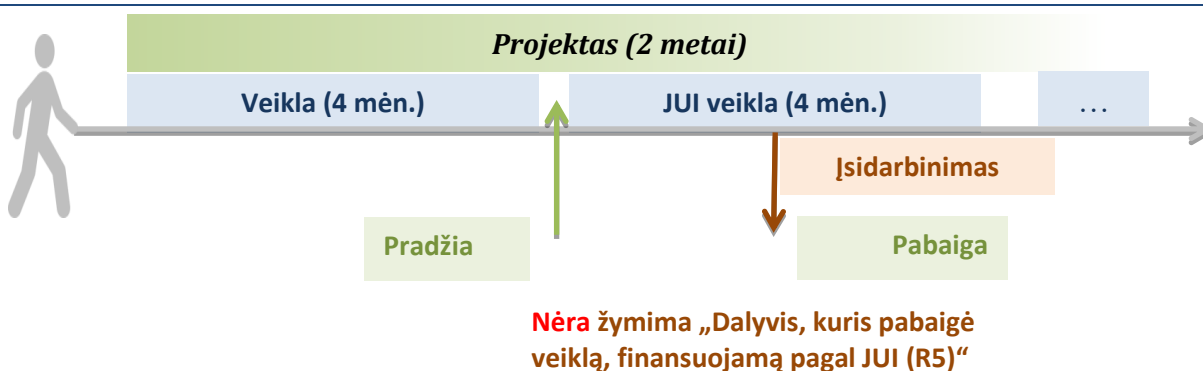 Projektas (2 metai)
Veikla (4 mėn.)
JUI veikla (4 mėn.)
...
Įsidarbinimas
Pradžia
Pabaiga
Nėra žymima „Dalyvis, kuris pabaigė
veiklą, finansuojamą pagal JUI (R5)“